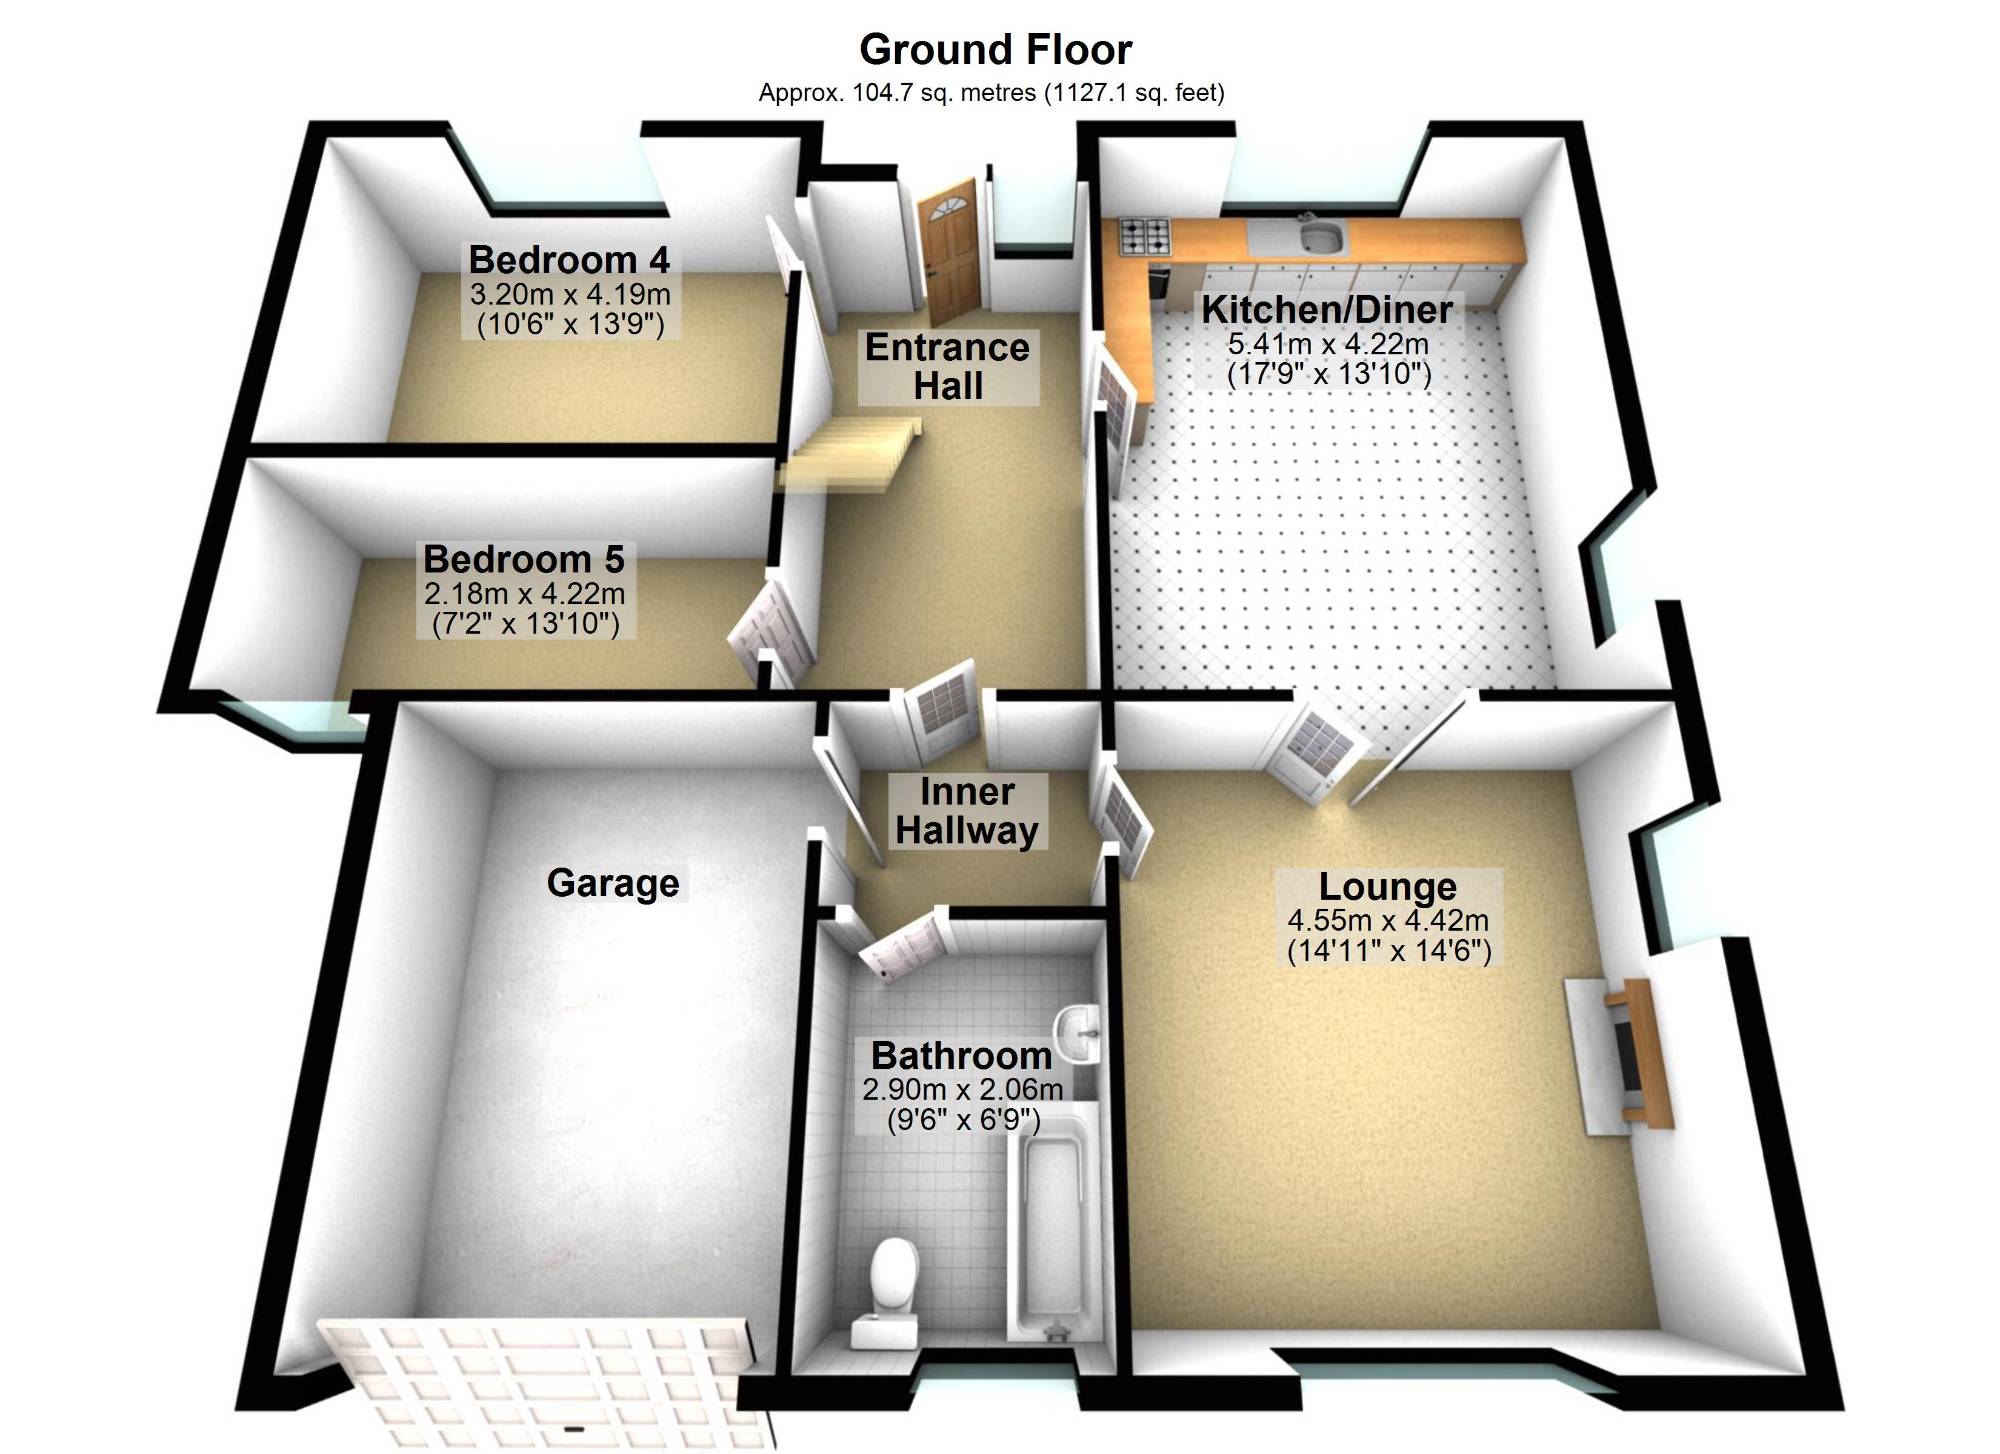 Ground Floor
Approx. 104.7 sq. metres (1127.1 sq. feet)
Bedroom 4
3.20m x 4.19m
(10'6" x 13'9")
Entrance
Hall
Kitchen/Diner
5.41m x 4.22m
(17'9" x 13'10")
Bedroom 5
2.18m x 4.22m
(7'2" x 13'10")
Inner
Hallway
Garage
Lounge
4.55m x 4.42m
(14'11" x 14'6")
Bathroom
2.90m x 2.06m
(9'6" x 6'9")